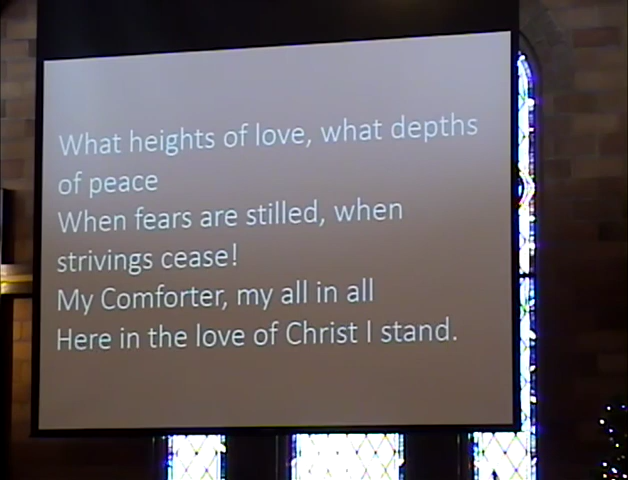 What heights of love, what depths
of peace
When fears are stilled, when
strivings cease!
My Comforter, my all in all
Here in the love of Christ I stand.